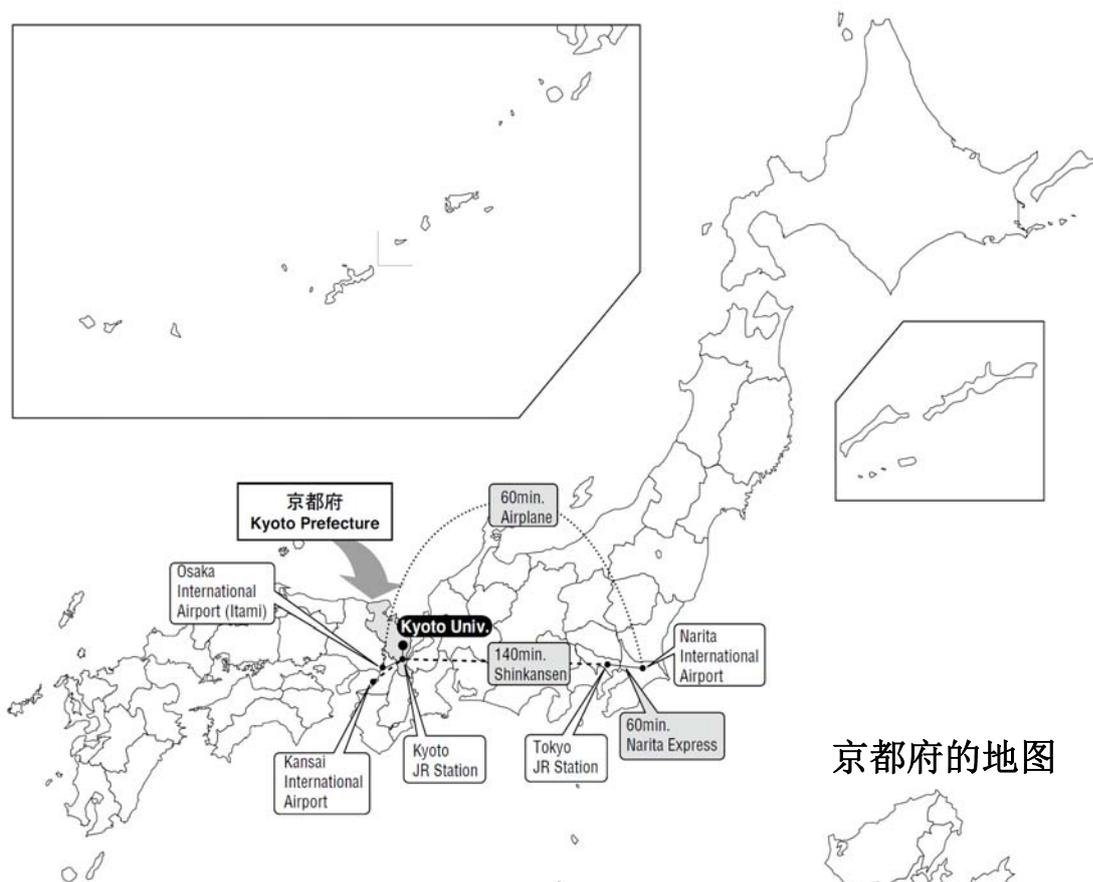 60min.
Airplane
京都府
Kyoto Prefecture
Osaka
International
Airport (Itami)
Kyoto Univ.
140min.
Shinkansen
Narita
International
Airport
60min.
Narita Express
Kansai
International
Airport
Kyoto
JR Station
Tokyo
JR Station
京都府的地图